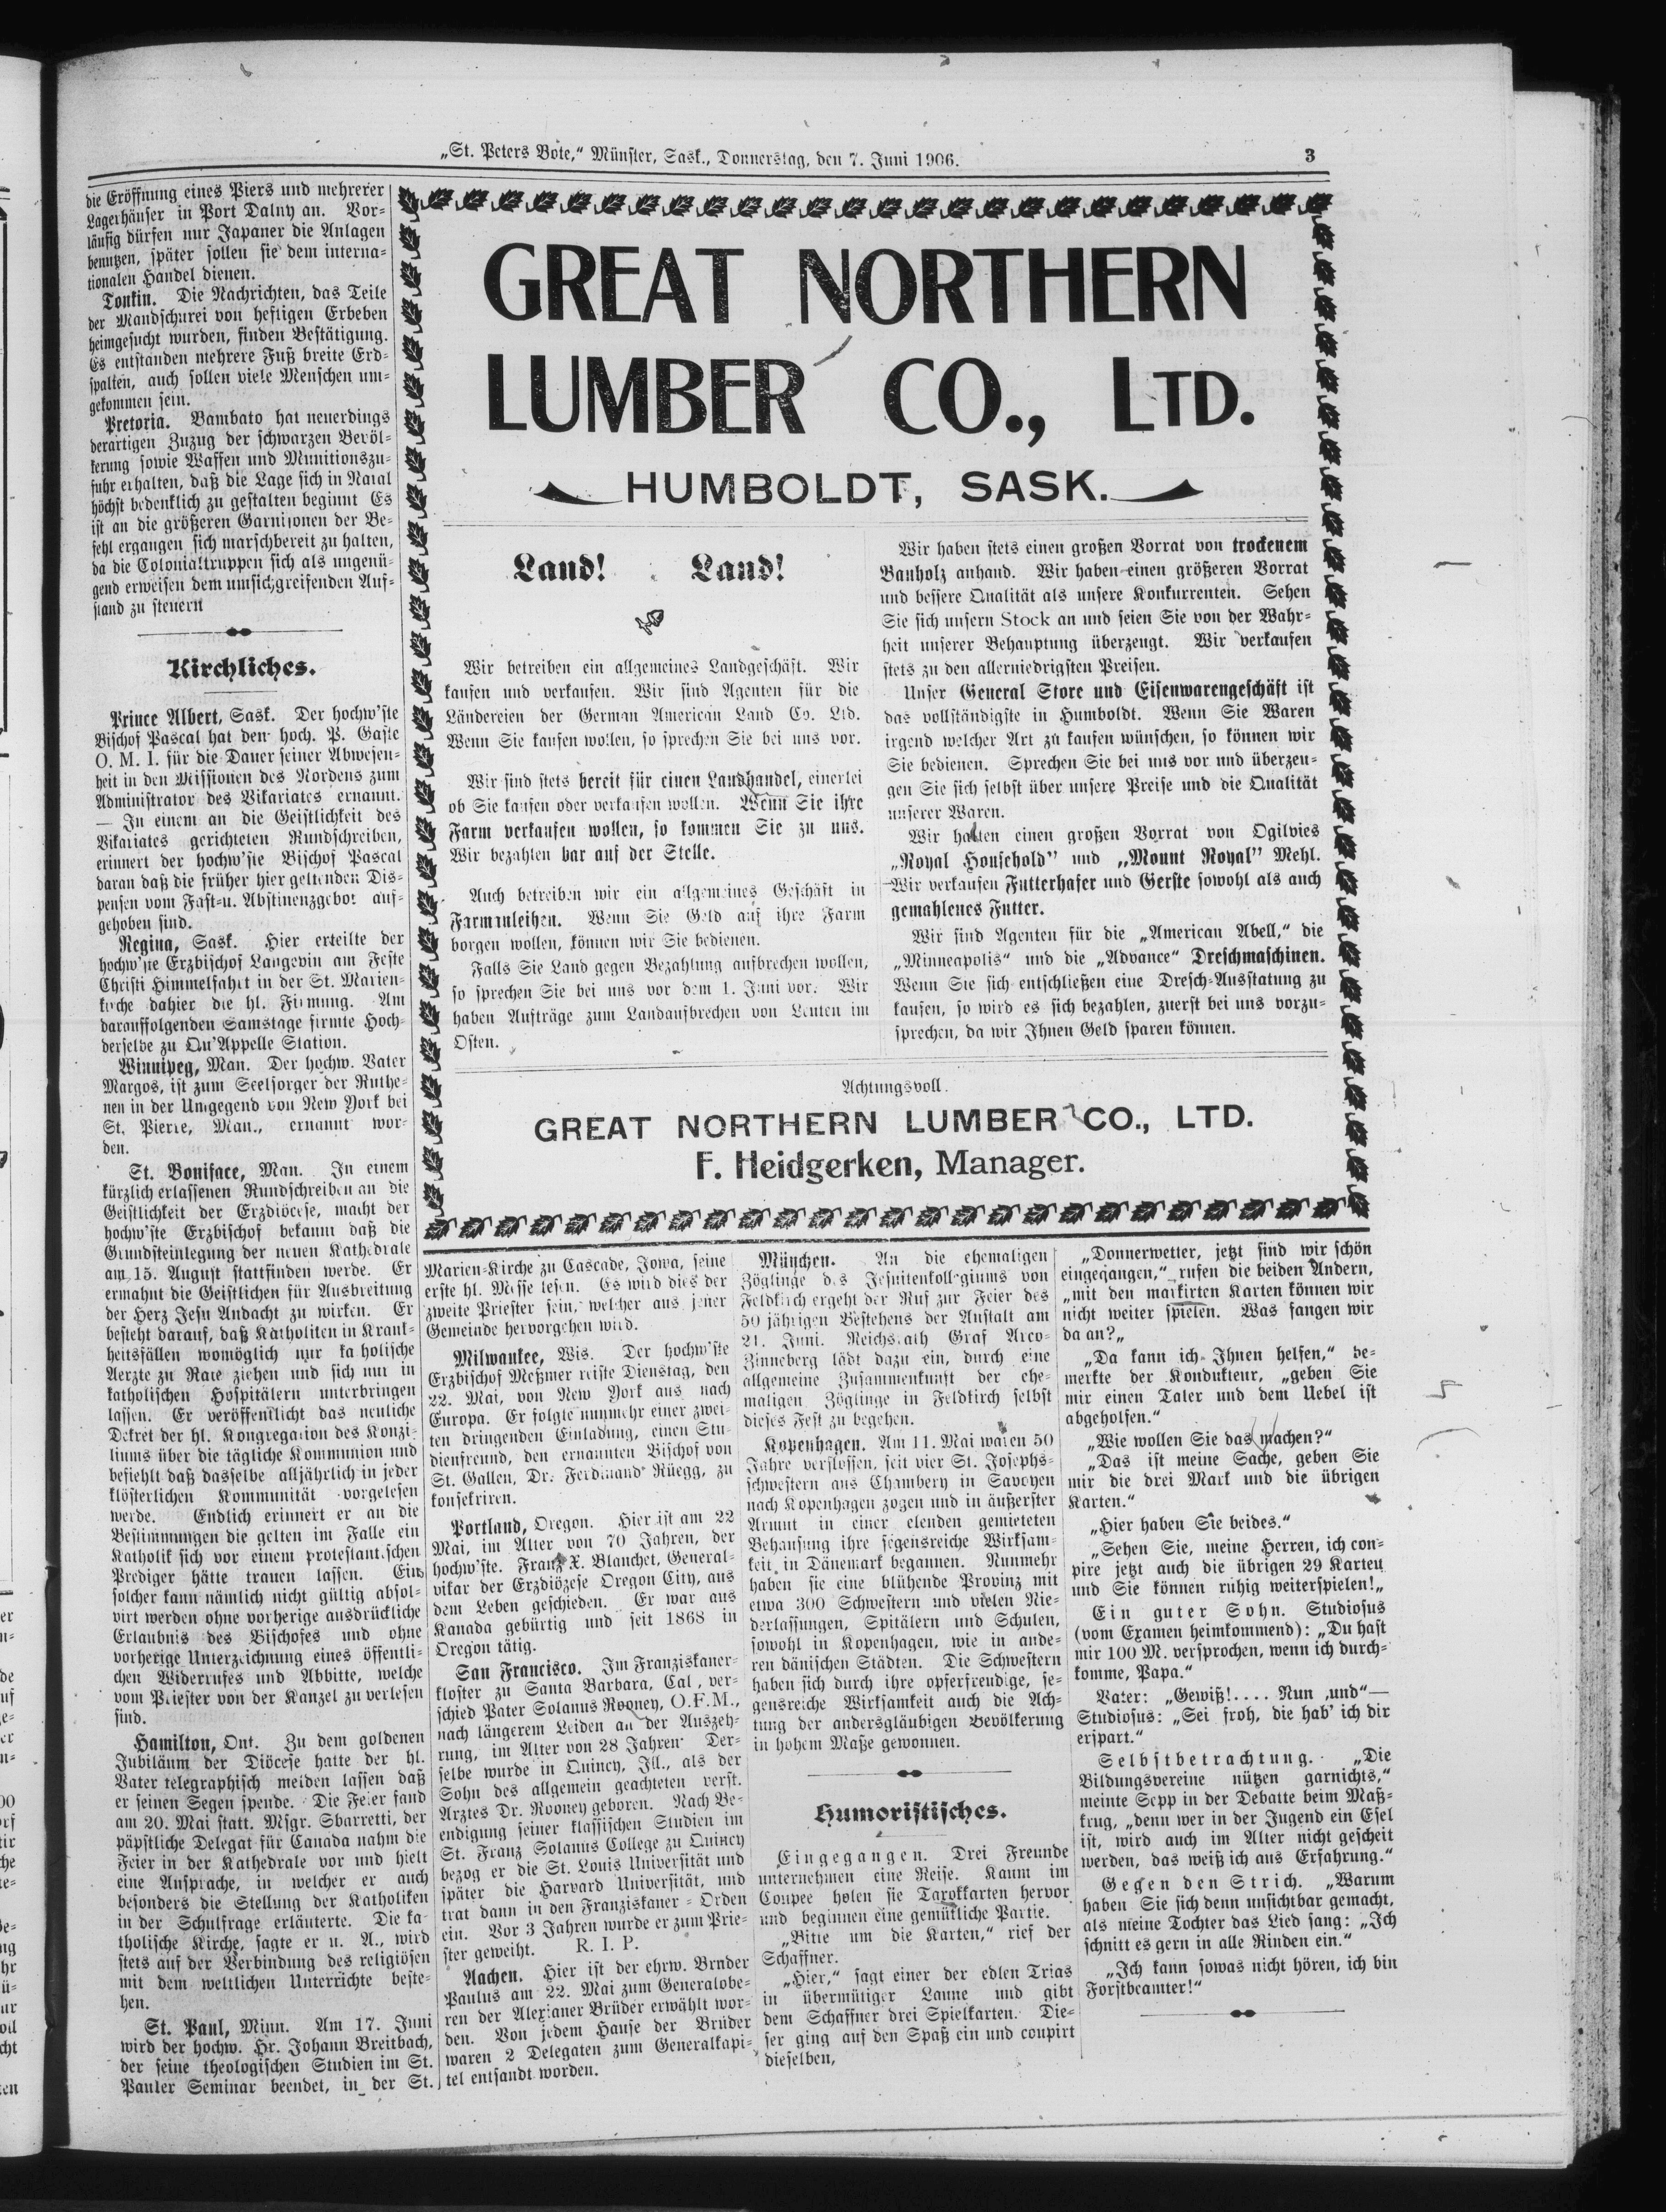 „St. Peters Bote,“ Münster, Sask., Donnerstag, den 7. Juni 1906.
3
die Eröffnung eines Piers und mehrerer
Lagerhäuser in Port Dalny an. Vor-
läufig dürfen nur Japaner die Anlagen
benutzen, später sollen sie dem interna-
tionalen Handel dienen.
Tonkin. Die Nachrichten, das Teile
der Mandschurei von heftigen Erbeben
heimgesucht wurden, finden Bestätigung.
Es entstanden mehrere Fuß breite Erd-
spalten, auch sollen viele Menschen um-
gekommen sein.
Pretoria. Bambato hat neuerdings
derartigen Zuzug der schwarzen Bevöl-
kerung sowie Waffen und Munitionszu-
fuhr erhalten, daß die Lage sich in Natal
höchst bedenklich zu gestalten beginnt Es
ist an die größeren Garnisonen der Be-
fehl ergangen sich marschbereit zu halten,
da die Colonialtruppen sich als ungenü-
gend erweisen dem umsichgreifenden Auf-
stand zu steuern
Kirchliches.
Prince Albert, Sask. Der hochw'ste
Bischof Pascal hat den hoch. P. Gaste
O. M. I. für die Dauer seiner Abwesen-
heit in den Missionen des Nordens zum
Administrator des Vikariates ernannt.
— In einem an die Geistlichkeit des
Vikariates gerichteten Rundschreiben,
erinnert der hochw'ste Bischof Pascal
daran daß die früher hier geltenden Dis-
pensen vom Fast-u. Abstinenzgebot auf-
gehoben sind.
Regina, Sask. Hier erteilte der
hochw'ste Erzbischof Langevin am Feste
Christi Himmelfahrt in der St. Marien-
kirche dahier die hl. Firmung. Am
darauffolgenden Samstage firmte Hoch-
derselbe zu Qu'Appelle Station.
Winnipeg, Man. Der hochw. Vater
Margos, ist zum Seelsorger der Ruthe-
nen in der Umgegend von New York bei
St. Pierre, Man., ernannt wor-
den.
St. Boniface, Man. In einem
kürzlich erlassenen Rundschreiben an die
Geistlichkeit der Erzdiöcese, macht der
hochw'ste Erzbischof bekannt daß die
Grundsteinlegung der neuen Kathedrale
am 15. August stattfinden werde. Er
ermahnt die Geistlichen für Ausbreitung
der Herz Jesu Andacht zu wirken. Er
besteht darauf, daß Katholiken in Krank-
heitsfällen womöglich nur katholische
Aerzte zu Rate ziehen und sich nur in
katholischen Hospitälern unterbringen
lassen. Er veröffentlicht das neuliche
Dekret der hl. Kongregation des Konzi-
liums über die tägliche Kommunion und
befiehlt daß dasselbe alljährlich in jeder
klösterlichen Kommunität vorgelesen
werde. Endlich erinnert er an die
Bestimmungen die gelten im Falle ein
Katholik sich vor einem protestantischen
Prediger hätte trauen lassen. Ein
solcher kann nämlich nicht gültig absol-
virt werden ohne vorherige ausdrückliche
Erlaubnis des Bischofes und ohne
vorherige Unterzeichnung eines öffentli-
chen Widerrufes und Abbitte, welche
vom Priester von der Kanzel zu verlesen
sind.
Hamilton, Ont. Zu dem goldenen
Jubiläum der Diöcese hatte der hl.
Vater telegraphisch melden lassen daß
er seinen Segen spende. Die Feier fand
am 20. Mai statt. Msgr. Sbarretti, der
päpstliche Delegat für Canada nahm die
Feier in der Kathedrale vor und hielt
eine Ansprache, in welcher er auch
besonders die Stellung der Katholiken
in der Schulfrage erläuterte. Die ka-
tholische Kirche, sagte er u. A., wird
stets auf der Verbindung des religiösen
mit dem weltlichen Unterrichte beste-
hen.
St. Paul, Minn. Am 17. Juni
wird der hochw. Hr. Johann Breitbach,
der seine theologischen Studien im St.
Pauler Seminar beendet, in der St.
GREAT NORTHERN
LUMBER CO., LTD.
HUMBOLDT, SASK.
Land! Land!
Wir betreiben ein allgemeines Landgeschäft. Wir
kaufen und verkaufen. Wir sind Agenten für die
Ländereien der German American Land Co. Ltd.
Wenn Sie kaufen wollen, so sprechen Sie bei uns vor.
Wir sind stets bereit für einen Landhandel, einerlei
ob Sie kaufen oder verkaufen wollen. Wenn Sie ihre
Farm verkaufen wollen, so kommen Sie zu uns.
Wir bezahlen bar auf der Stelle.
Auch betreiben wir ein allgemeines Geschäft in
Farmanleihen. Wenn Sie Geld auf ihre Farm
borgen wollen, können wir Sie bedienen.
Falls Sie Land gegen Bezahlung aufbrechen wollen,
so sprechen Sie bei uns vor dem 1. Juni vor. Wir
haben Aufträge zum Landaufbrechen von Leuten im
Osten.
Wir haben stets einen großen Vorrat von trockenem
Bauholz anhand. Wir haben einen größeren Vorrat
und bessere Qualität als unsere Konkurrenten. Sehen
Sie sich unsern Stock an und seien Sie von der Wahr-
heit unserer Behauptung überzeugt. Wir verkaufen
stets zu den allerniedrigsten Preisen.
Unser General Store und Eisenwarengeschäft ist
das vollständigste in Humboldt. Wenn Sie Waren
irgend welcher Art zu kaufen wünschen, so können wir
Sie bedienen. Sprechen Sie bei uns vor und überzeu-
gen Sie sich selbst über unsere Preise und die Qualität
unserer Waren.
Wir halten einen großen Vorrat von Ogilvies
„Royal Household” und „Mount Royal” Mehl.
Wir verkaufen Futterhafer und Gerste sowohl als auch
gemahlenes Futter.
Wir sind Agenten für die „American Abell,“ die
„Minneapolis“ und die „Advance“ Dreschmaschinen.
Wenn Sie sich entschließen eine Dresch-Ausstatung zu
kaufen, so wird es sich bezahlen, zuerst bei uns vorzu-
sprechen, da wir Ihnen Geld sparen können.
Achtungsvoll.
GREAT NORTHERN LUMBER CO., LTD.
F. Heidgerken, Manager.
Marien-Kirche zu Cascade, Jowa, seine
erste hl. Messe lesen. Es wird dies der
zweite Priester sein, welcher aus jener
Gemeinde hervorgehen wird.
Milwaukee, Wis. Der hochw'ste
Erzbischof Meßmer reiste Dienstag, den
22. Mai, von New York aus nach
Europa. Er folgte nunmehr einer zwei-
ten dringenden Einladung, einen Stu-
dienfreund, den ernannten Bischof von
St. Gallen, Dr. Ferdinand Rüegg, zu
konsekriren.
Portland, Oregon. Hier ist am 22
Mai, im Alter von 70 Jahren, der
hochw'ste. Franz X. Blanchet, General-
vikar der Erzdiözese Oregon City, aus
dem Leben geschieden. Er war aus
Kanada gebürtig und seit 1868 in
Oregon tätig.
San Francisco. Im Franziskaner-
kloster zu Santa Barbara, Cal, ver-
schied Pater Solanus Rooney, O.F.M.,
nach längerem Leiden an der Auszeh-
rung, im Alter von 28 Jahren. Der-
selbe wurde in Quincy, Ill., als der
Sohn des allgemein geachteten verst.
Arztes Dr. Rooney geboren. Nach Be-
endigung seiner klassischen Studien im
St. Franz Solanus College zu Quincy
bezog er die St. Louis Universität und
später die Harvard Universität, und
trat dann in den Franziskaner-Orden
ein. Vor 3 Jahren wurde er zum Prie-
ster geweiht. R. I. P.
Aachen. Hier ist der ehrw. Bruder
Paulus am 22. Mai zum Generalobe-
ren der Alexianer Brüder erwählt wor-
den. Von jedem Hause der Brüder
waren 2 Delegaten zum Generalkapi-
tel entsandt worden.
München. An die ehemaligen
Zöglinge des Jesuitenkollegiums von
Feldkirch ergeht der Ruf zur Feier des
50 jährigen Bestehens der Anstalt am
21. Juni. Reichsrath Graf Arco-
Zinneberg lädt dazu ein, durch eine
allgemeine Zusammenkunft der ehe-
maligen Zöglinge in Feldkirch selbst
dieses Fest zu begehen.
Kopenhagen. Am 11. Mai waren 50
Jahre verflossen, seit vier St. Josephs-
schwestern aus Chambery in Savoyen
nach Kopenhagen zogen und in äußerster
Armut in einer elenden gemieteten
Behausung ihre segensreiche Wirksam-
keit in Dänemark begannen. Nunmehr
haben sie eine blühende Provinz mit
etwa 300 Schwestern und vielen Nie-
derlassungen, Spitälern und Schulen,
sowohl in Kopenhagen, wie in ande-
ren dänischen Städten. Die Schwestern
haben sich durch ihre opferfreudige, se-
gensreiche Wirksamkeit auch die Ach-
tung der andersgläubigen Bevölkerung
in hohem Maße gewonnen.
Humoristisches.
Eingegangen. Drei Freunde
unternehmen eine Reise. Kaum im
Coupee holen sie Tarokkarten hervor
und beginnen eine gemütliche Partie.
„Bitte um die Karten,“ rief der
Schaffner.
„Hier,“ sagt einer der edlen Trias
in übermütiger Laune und gibt
dem Schaffner drei Spielkarten. Die-
ser ging auf den Spaß ein und coupirt
dieselben,
„Donnerwetter, jetzt sind wir schön
eingegangen,“ rufen die beiden Andern,
„mit den markirten Karten können wir
nicht weiter spielen. Was fangen wir
da an?„
„Da kann ich Ihnen helfen,“ be-
merkte der Kondukteur, „geben Sie
mir einen Taler und dem Uebel ist
abgeholfen.“
„Wie wollen Sie das machen?“
„Das ist meine Sache, geben Sie
mir die drei Mark und die übrigen
Karten.“
„Hier haben Sie beides.“
„Sehen Sie, meine Herren, ich con-
pire jetzt auch die übrigen 29 Karten
und Sie können ruhig weiterspielen!„
Ein guter Sohn. Studiosus
(vom Examen heimkommend): „Du hast
mir 100 M. versprochen, wenn ich durch-
komme, Papa.“
Vater: „Gewiß!.... Nun ‚und“—
Studiosus: „Sei froh, die hab' ich dir
erspart.“
Selbstbetrachtung. „Die
Bildungsvereine nützen garnichts,“
meinte Sepp in der Debatte beim Maß-
krug, „denn wer in der Jugend ein Esel
ist, wird auch im Alter nicht gescheit
werden, das weiß ich aus Erfahrung.“
Gegen den Strich. „Warum
haben Sie sich denn unsichtbar gemacht,
als meine Tochter das Lied sang: „Ich
schnitt es gern in alle Rinden ein.“
„Ich kann sowas nicht hören, ich bin
Forstbeamter!“